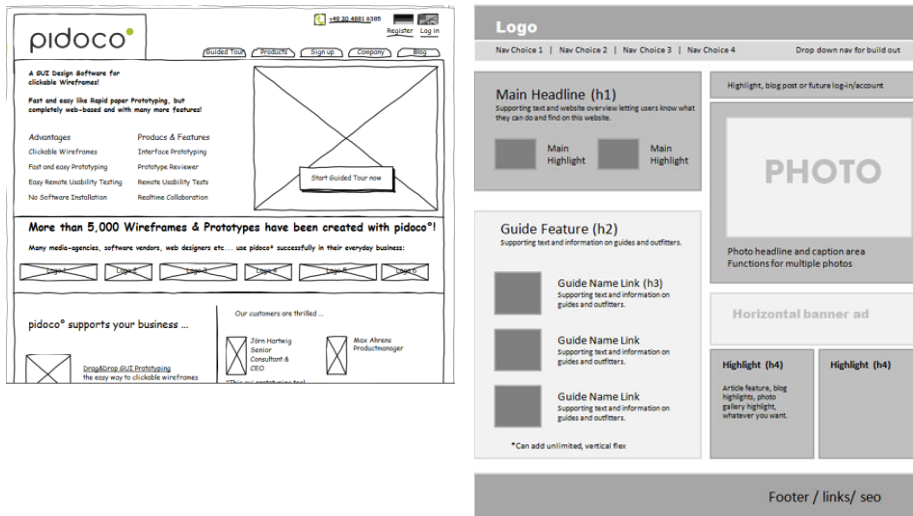 pidoco°
+49 30 4881 6385
Register Log in
Guided Tour Products Sign up Company Blog
A GUI Design Software for
clickable Wireframes!
Fast and easy like Rapid paper Prototyping, but
completely web-based and with many more features!
Advantages
Clickable Wireframes
Fast and easy Prototyping
Easy Remote Usability Testing
No Software Installation
Producs & Features
Interface Prototyping
Prototype Reviewer
Remote Usability Tests
Realtime Collaboration
Start Guided Tour now
More than 5,000 Wireframes & Prototypes have been created with pidoco°!
Many media-agencies, software vendors, web designers etc... use pidoco° successfully in their everyday business:
Logo 1 Logo 2 Logo 3 Logo 4 Logo 5 Logo 6
pidoco° supports your business ...
Drag&Drop GUI Prototyping
the easy way to clickable wireframes
Our customers are thrilled ...
Jörn Hartwig
Senior
Consultant &
CEO
Max Ahrens
Productmanager
Logo
Nav Choice 1 | Nav Choice 2 | Nav Choice 3 | Nav Choice 4
Drop down nav for build out
Main Headline (h1)
Supporting text and website overview letting users know what
they can do and find on this website.
Main
Highlight
Main
Highlight
Guide Feature (h2)
Supporting text and information on guides and outfitters.
Guide Name Link (h3)
Supporting text and information on
guides and outfitters.
Guide Name Link
Supporting text and information on
guides and outfitters.
Guide Name Link
Supporting text and information on
guides and outfitters.
*Can add unlimited, vertical flex
Highlight, blog post or future log-in/account
PHOTO
Photo headline and caption area
Functions for multiple photos
Horizontal banner ad
Highlight (h4)
Article feature, blog
highlights, photo
gallery highlight,
whatever you want.
Highlight (h4)
Footer / links/ seo